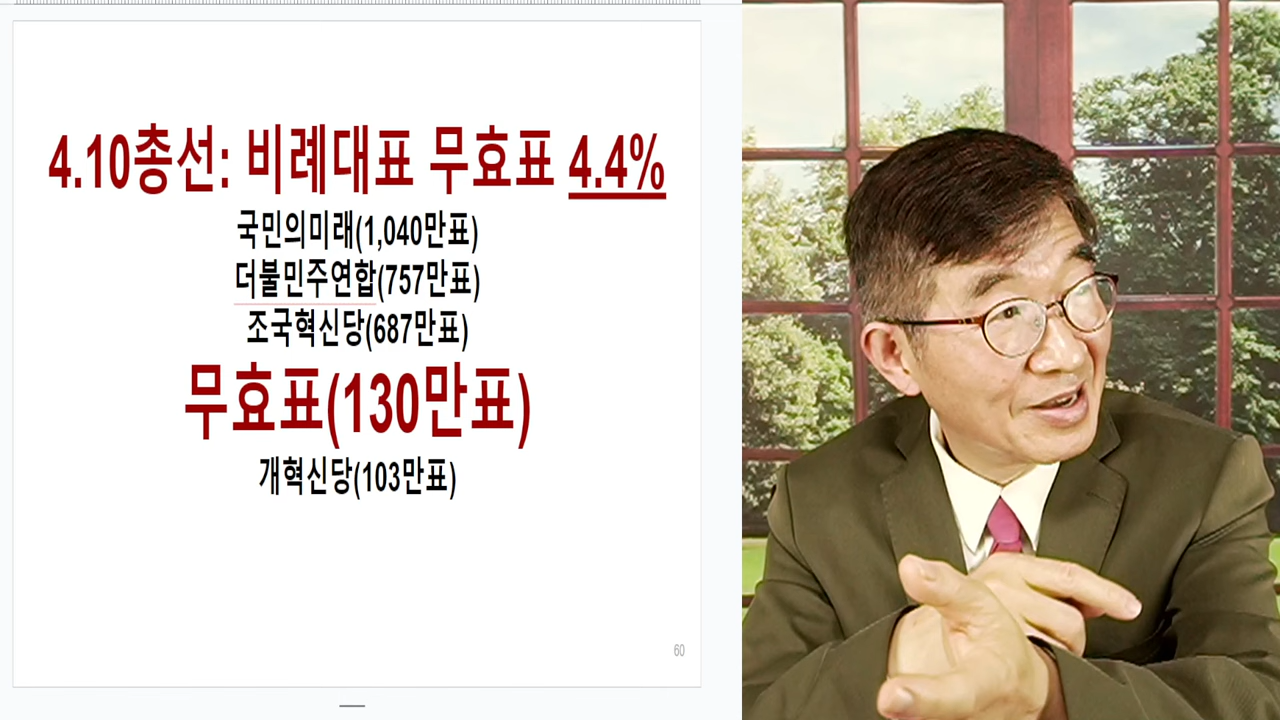 4.10총선: 비례대표 무효표 4.4%
국민의미래(1,040만표)
더불민주연합(757만표)
조국혁신당(687만표)
무효표(130만표)
개혁신당(103만표)
60